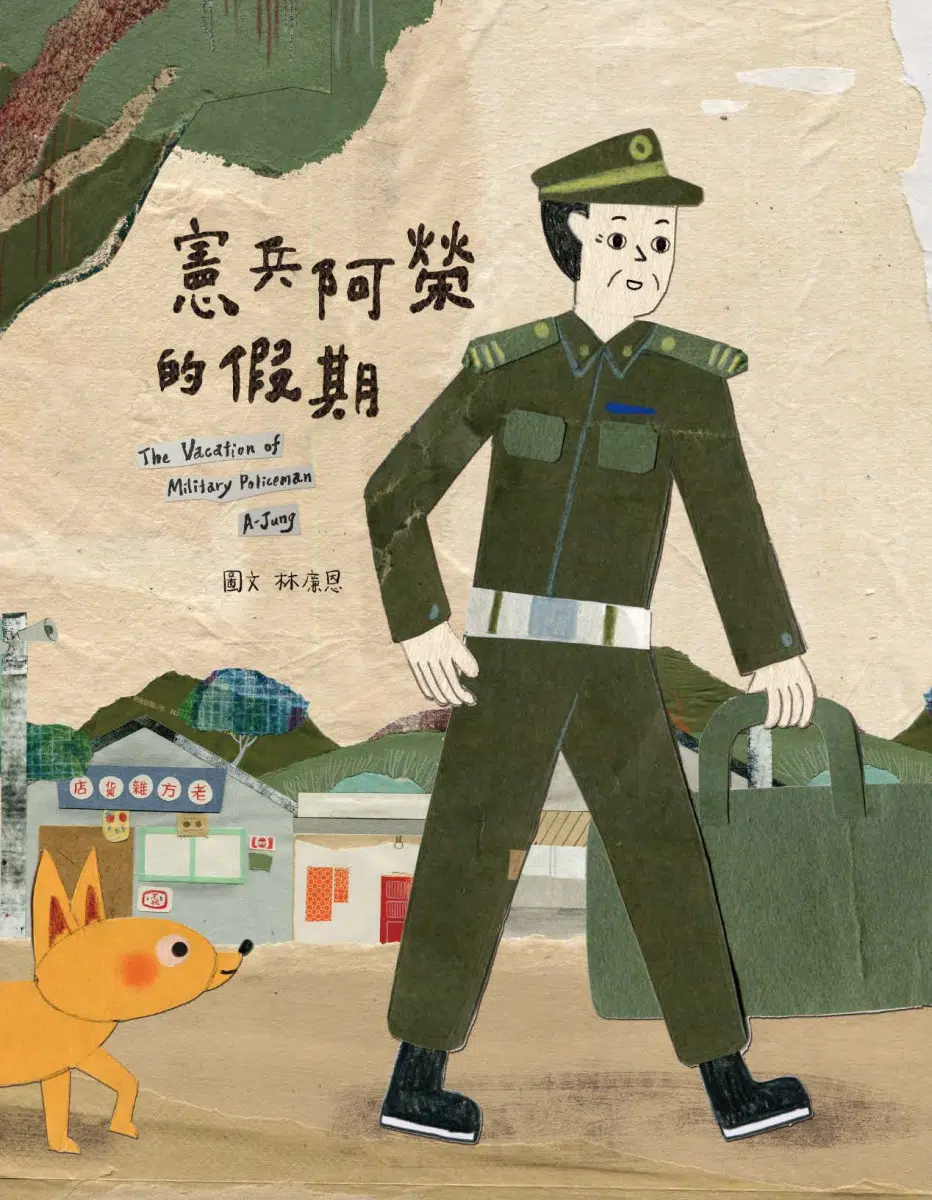 憲兵阿榮
的假期
The Vacation of
Military Policeman
A-Jung
圖文 林廉恩
店貨雜方老